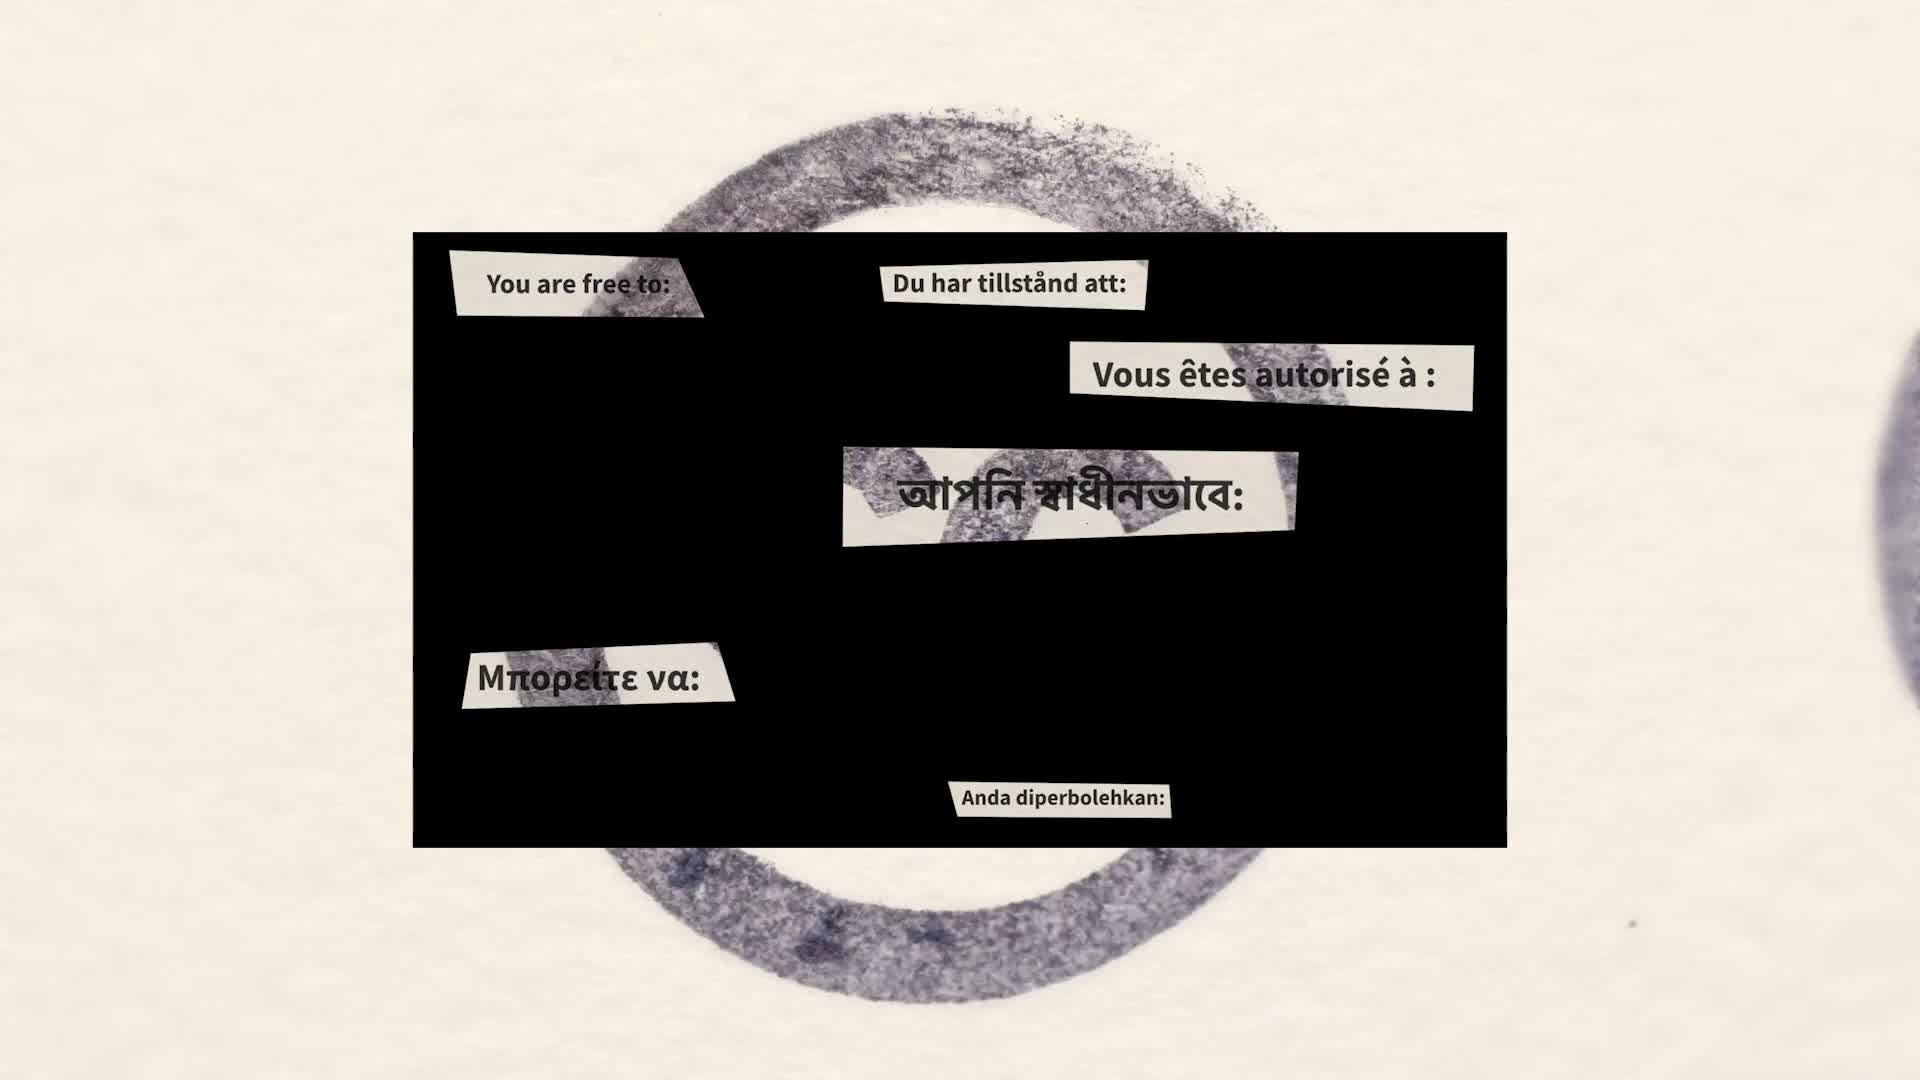 You are free to:
Du har tillstånd att:
Vous êtes autorisé à :
আপনি স্বাধীনভাবে:
Μπορείτε να:
Anda diperbolehkan: